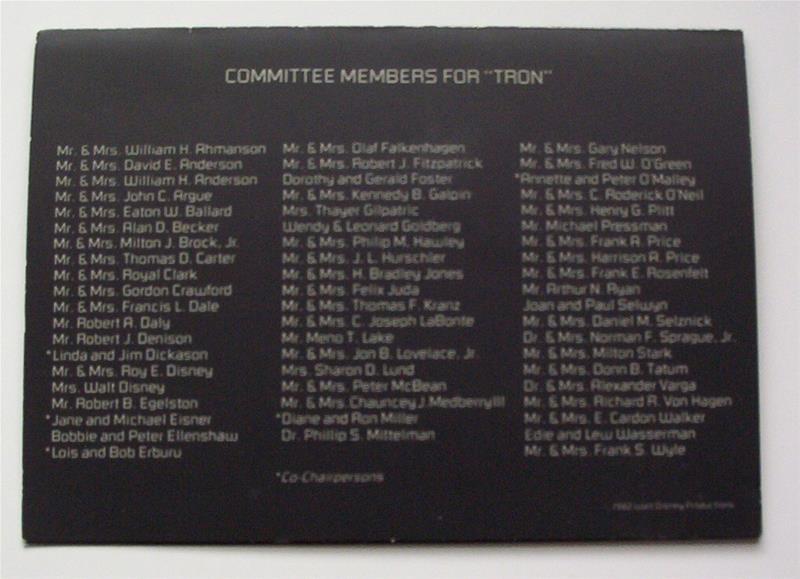 COMMITTEE MEMBERS FOR "TRON"
Mr. & Mrs. William H. Ahmanson
Mr. & Mrs. David E. Anderson
Mr. & Mrs. William H. Anderson
Mr. & Mrs. John C. Argue
Mr. & Mrs. Eaton W. Ballard
Mr. & Mrs. Alan D. Becker
Mr. & Mrs. Milton J. Brock, Jr.
Mr. & Mrs. Thomas D. Carter
Mr. & Mrs. Royal Clark
Mr. & Mrs. Gordon Crawford
Mr. & Mrs. Francis L. Dale
Mr. Robert A. Daly
Mr. Robert J. Denison
*Linda and Jim Dickason
Mr. & Mrs. Roy E. Disney
Mrs. Walt Disney
Mr. Robert B. Egelston
*Jane and Michael Eisner
Bobbie and Peter Ellenshaw
*Lois and Bob Erburu
Mr. & Mrs. Olaf Falkenhagen
Mr. & Mrs. Robert J. Fitzpatrick
Dorothy and Gerald Foster
Mr. & Mrs. Kennedy B. Galpin
Mrs. Thayer Gilpatric
Wendy & Leonard Goldberg
Mr. & Mrs. Philip M. Hawley
Mr. & Mrs. J. L. Hurschler
Mr. & Mrs. H. Bradley Jones
Mr. & Mrs. Felix Juda
Mr. & Mrs. Thomas F. Kranz
Mr. & Mrs. C. Joseph LaBonte
Mr. Meno T. Lake
Mr. & Mrs. Jon B. Lovelace, Jr.
Mrs. Sharon D. Lund
Mr. & Mrs. Peter McBean
Mr. & Mrs. Chauncey J. Medberry III
*Diane and Ron Miller
Dr. Phillip S. Mittelman
Mr. & Mrs. Gary Nelson
Mr. & Mrs. Fred W. O'Green
*Annette and Peter O'Malley
Mr. & Mrs. C. Roderick O'Neil
Mr. & Mrs. Henry G. Plitt
Mr. Michael Pressman
Mr. & Mrs. Frank R. Price
Mr. & Mrs. Harrison A. Price
Mr. & Mrs. Frank E. Rosenfelt
Mr. Arthur N. Ryan
Joan and Paul Selwyn
Mr. & Mrs. Daniel M. Selznick
Dr. & Mrs. Norman F. Sprague, Jr.
Mr. & Mrs. Milton Stark
Mr. & Mrs. Donn B. Tatum
Dr. & Mrs. Alexander Varga
Mr. & Mrs. Richard R. Von Hagen
Mr. & Mrs. E. Cardon Walker
Edie and Lew Wasserman
Mr. & Mrs. Frank S. Wyle
*Co-Chairpersons
1982 Walt Disney Productions